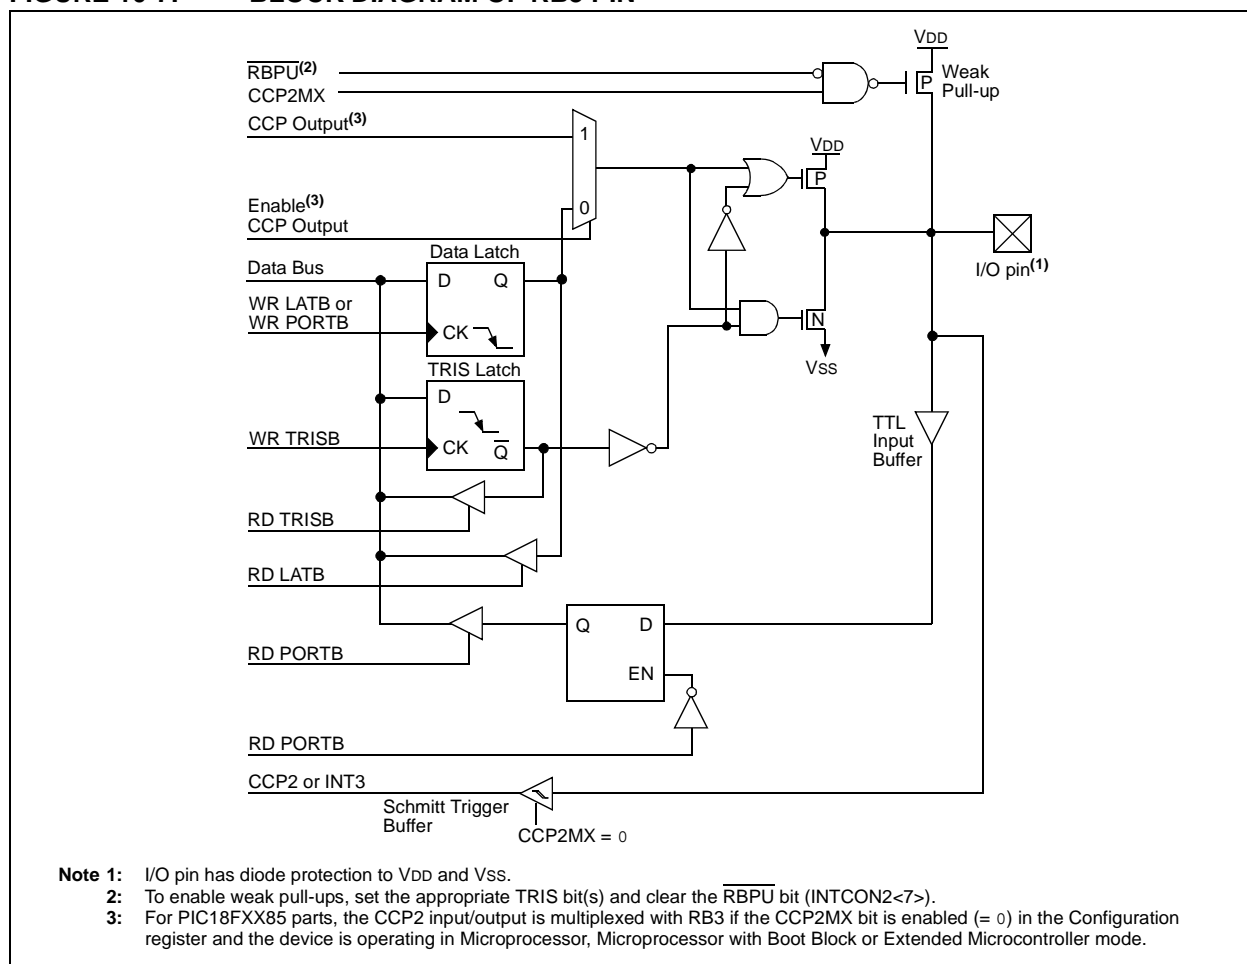 VDD
RBPU(2)
CCP2MX
Weak
Pull-up
P
CCP Output(3)
1
VDD
P
Enable(3)
CCP Output
0
I/O pin(1)
Data Latch
Data Bus
D Q
WR LATB or
WR PORTB
CK
N
VSS
TRIS Latch
D
WR TRISB
CK Q
TTL
Input
Buffer
RD TRISB
RD LATB
Q D
RD PORTB
EN
RD PORTB
CCP2 or INT3
Schmitt Trigger
Buffer
CCP2MX = 0
Note 1: I/O pin has diode protection to VDD and VSS.
2: To enable weak pull-ups, set the appropriate TRIS bit(s) and clear the RBPU bit (INTCON2<7>).
3: For PIC18FXX85 parts, the CCP2 input/output is multiplexed with RB3 if the CCP2MX bit is enabled (= 0) in the Configuration
register and the device is operating in Microprocessor, Microprocessor with Boot Block or Extended Microcontroller mode.